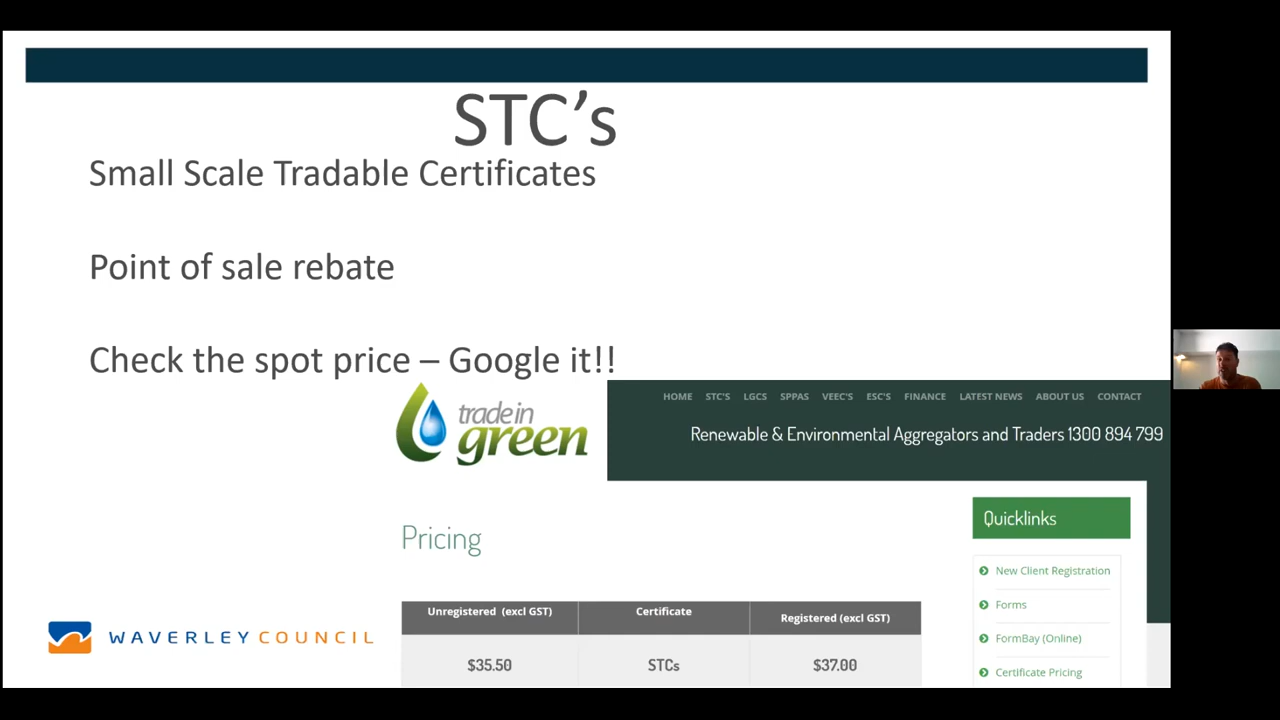 STC’s
Small Scale Tradable Certificates
Point of sale rebate
Check the spot price – Google it!!
trade in
green
HOME STC'S LGCS SPPAS VEEC'S ESC'S FINANCE LATEST NEWS ABOUT US CONTACT
Renewable & Environmental Aggregators and Traders 1300 894 799
Pricing
Unregistered (excl GST) Certificate Registered (excl GST)
$35.50 STCs $37.00
Quicklinks
New Client Registration
Forms
FormBay (Online)
Certificate Pricing
WAVERLEY COUNCIL